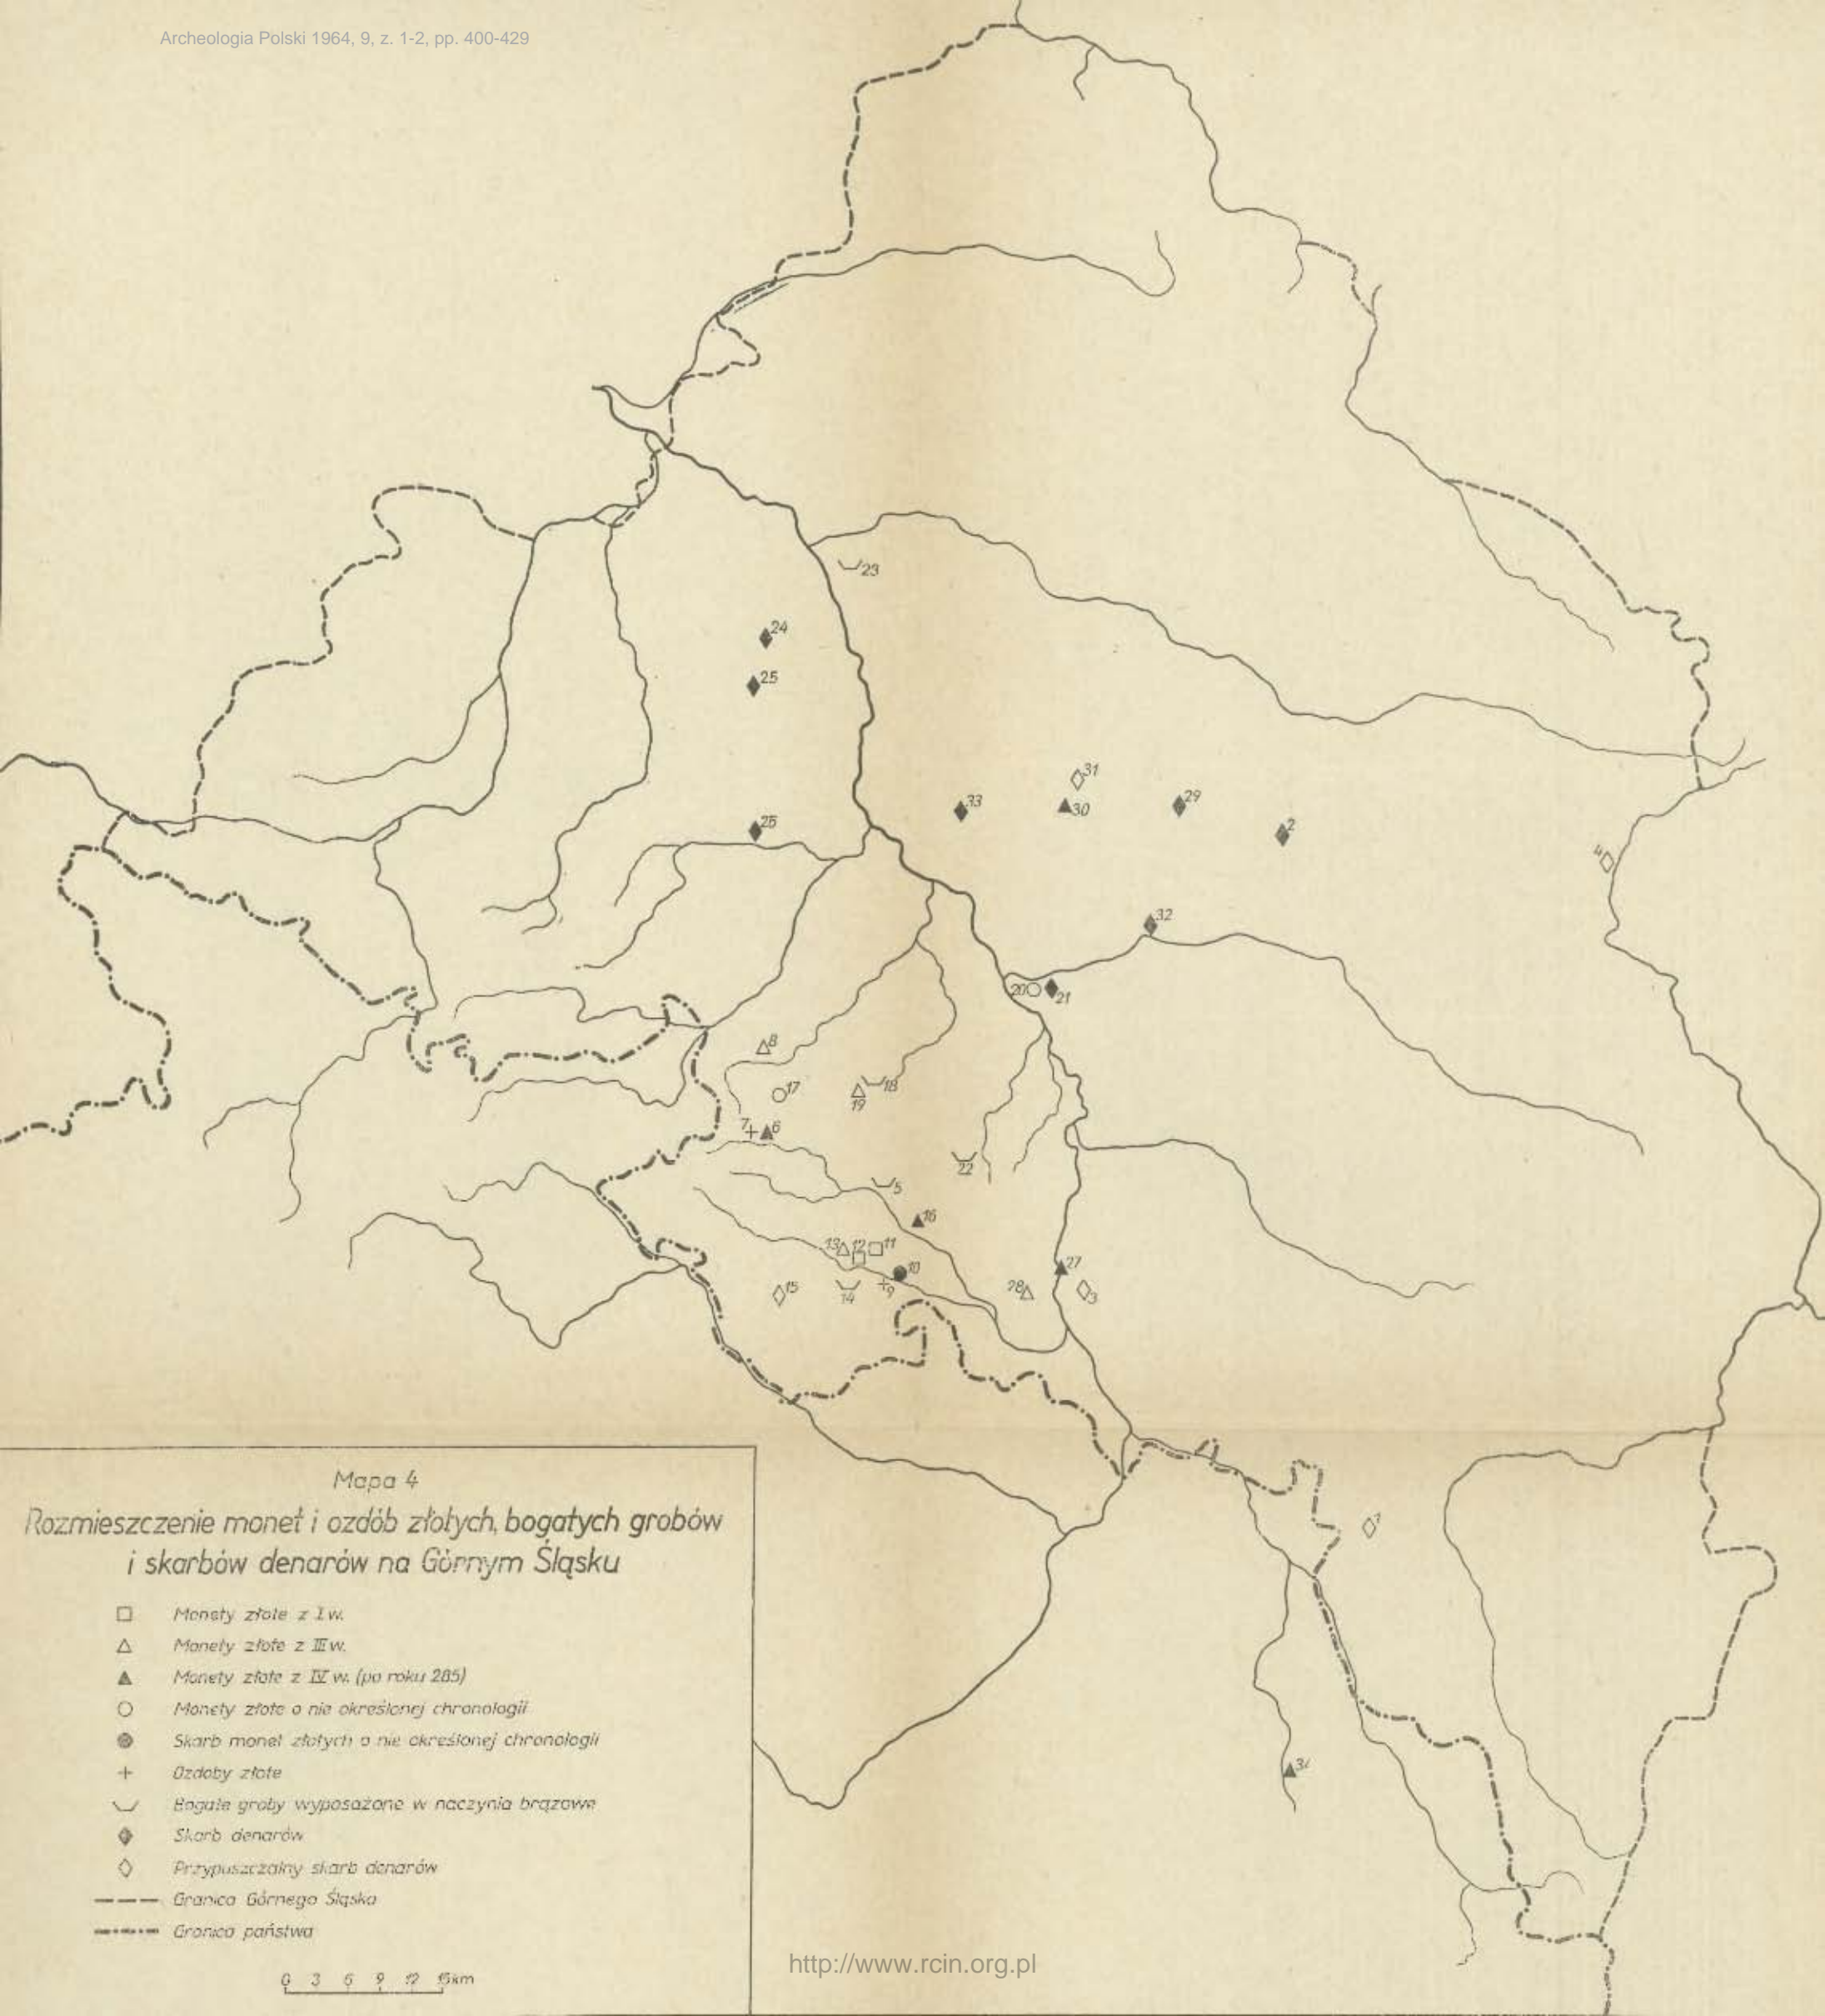 Archeologia Polski 1964, 9, z. 1-2, pp. 400-429
23
24
25
31
33
30
29
2
26
4
32
20
21
8
17
18
19
7
6
22
5
16
13
12
11
10
27
15
14
9
28
3
Mapa 4
Rozmieszczenie monet i ozdób złotych, bogatych grobów
i skarbów denarów na Górnym Śląsku
1
Monety złote z I w.
Monety złote z III w.
Monety złote z IV w. (po roku 285)
Monety złote o nie określonej chronologii
Skarb monet złotych o nie określonej chronologii
34
Ozdoby złote
Bogate groby wyposażone w naczynia brązowe
Skarb denarów
Przypuszczalny skarb denarów
Granica Górnego Śląska
Granica państwa
0 3 6 9 12 15km
http://www.rcin.org.pl